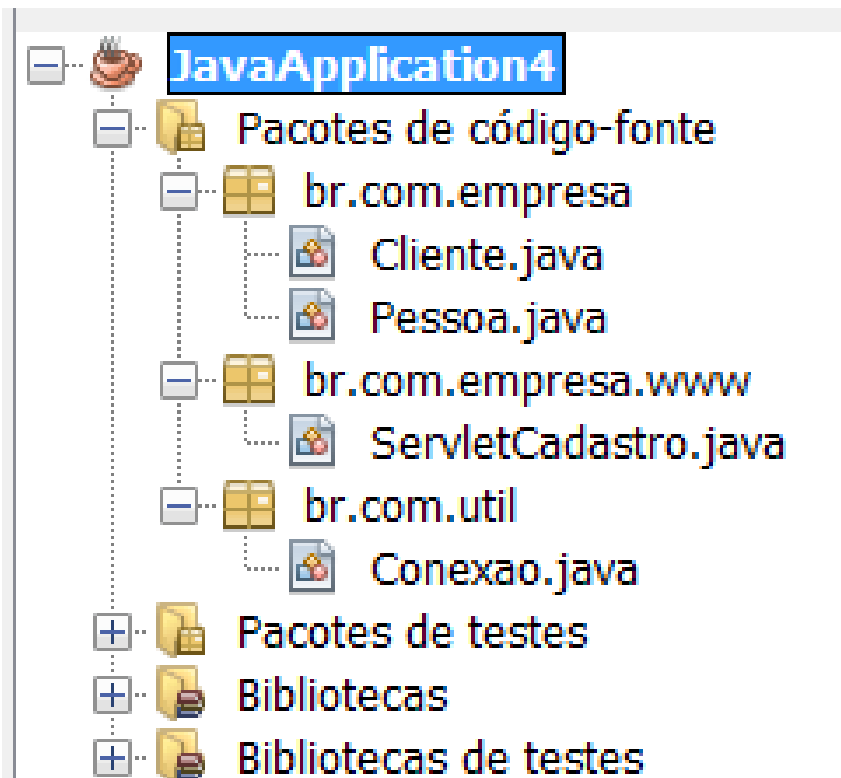 JavaApplication4
Pacotes de código-fonte
br.com.empresa
Cliente.java
Pessoa.java
br.com.empresa.www
ServletCadastro.java
br.com.util
Conexao.java
Pacotes de testes
Bibliotecas
Bibliotecas de testes